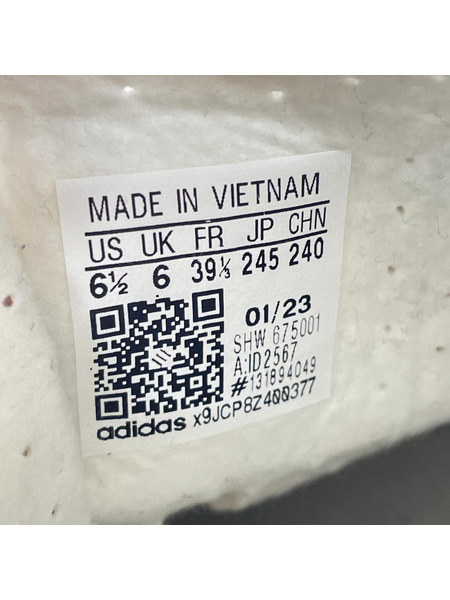 MADE IN VIETNAM
US UK FR JP CHN
6½ 6 39⅓ 245 240
01/23
SHW 675001
A:ID2567
#131894049
adidas x9JCP8Z400377